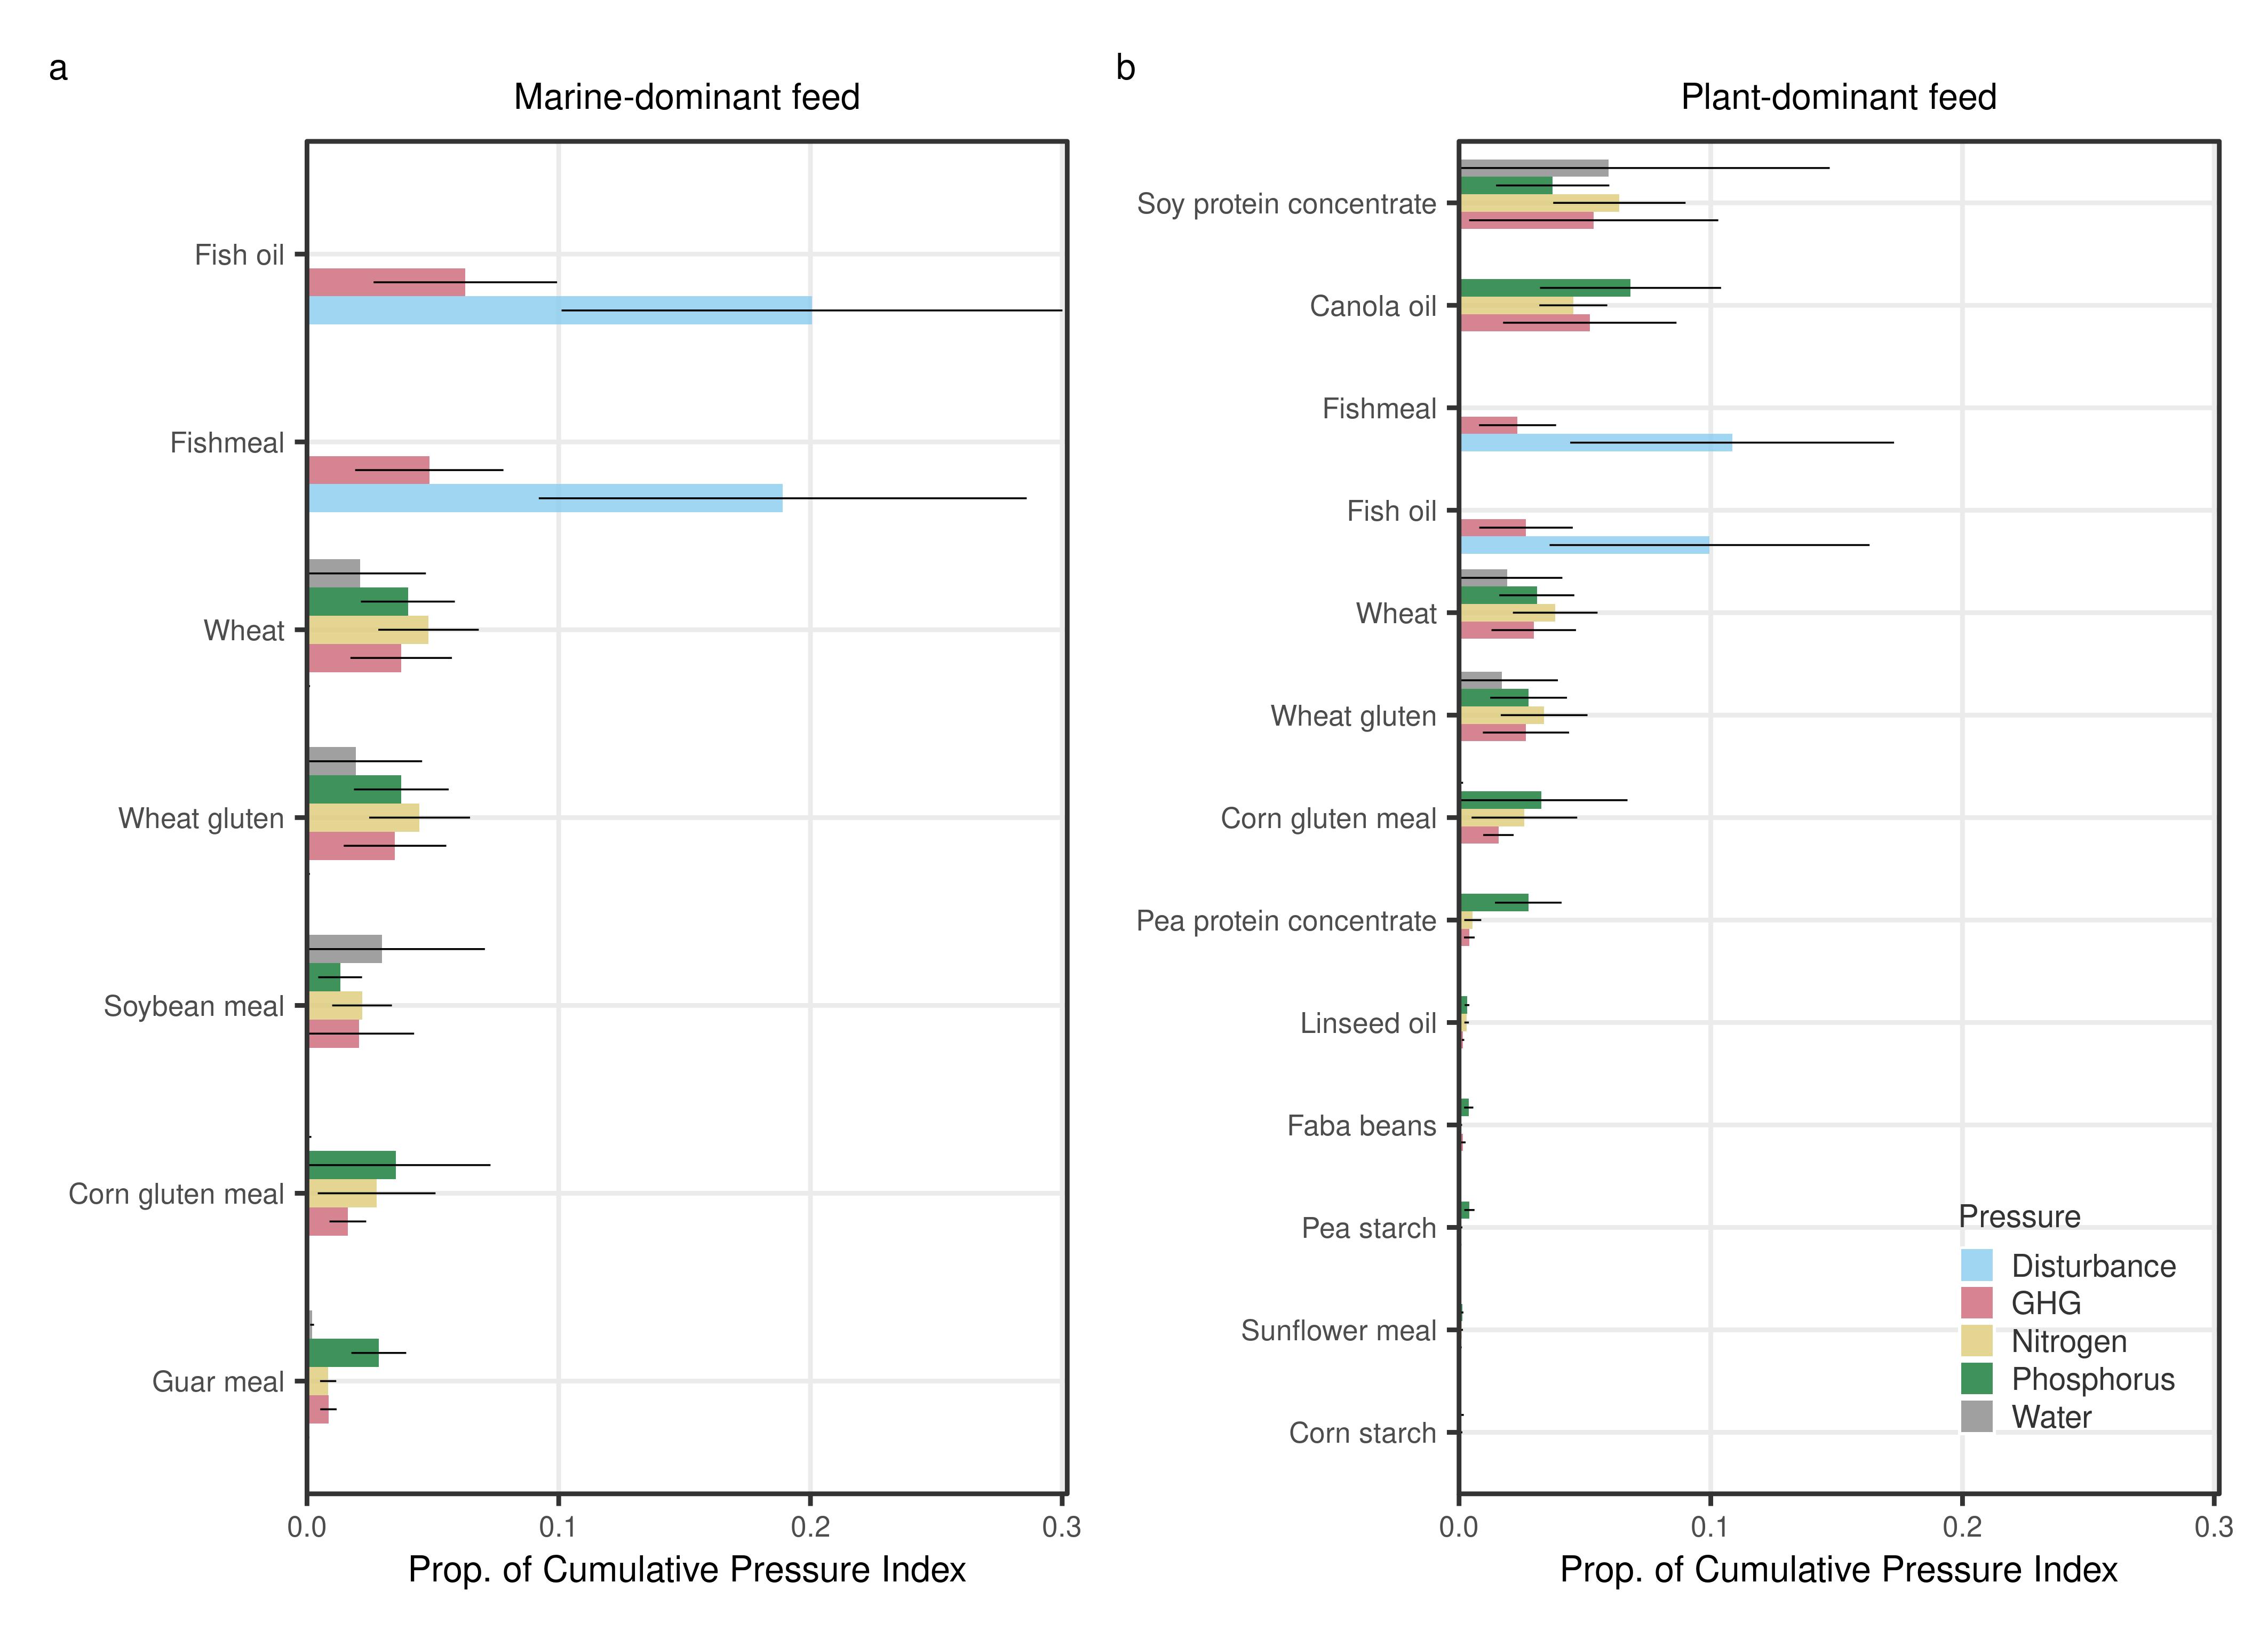 a
Marine-dominant feed
Fish oil
Fishmeal
Wheat
Wheat gluten
Soybean meal
Corn gluten meal
Guar meal
0.0 0.1 0.2 0.3
Prop. of Cumulative Pressure Index
b
Plant-dominant feed
Soy protein concentrate
Canola oil
Fishmeal
Fish oil
Wheat
Wheat gluten
Corn gluten meal
Pea protein concentrate
Linseed oil
Faba beans
Pea starch
Sunflower meal
Corn starch
Pressure
Disturbance
GHG
Nitrogen
Phosphorus
Water
0.0 0.1 0.2 0.3
Prop. of Cumulative Pressure Index